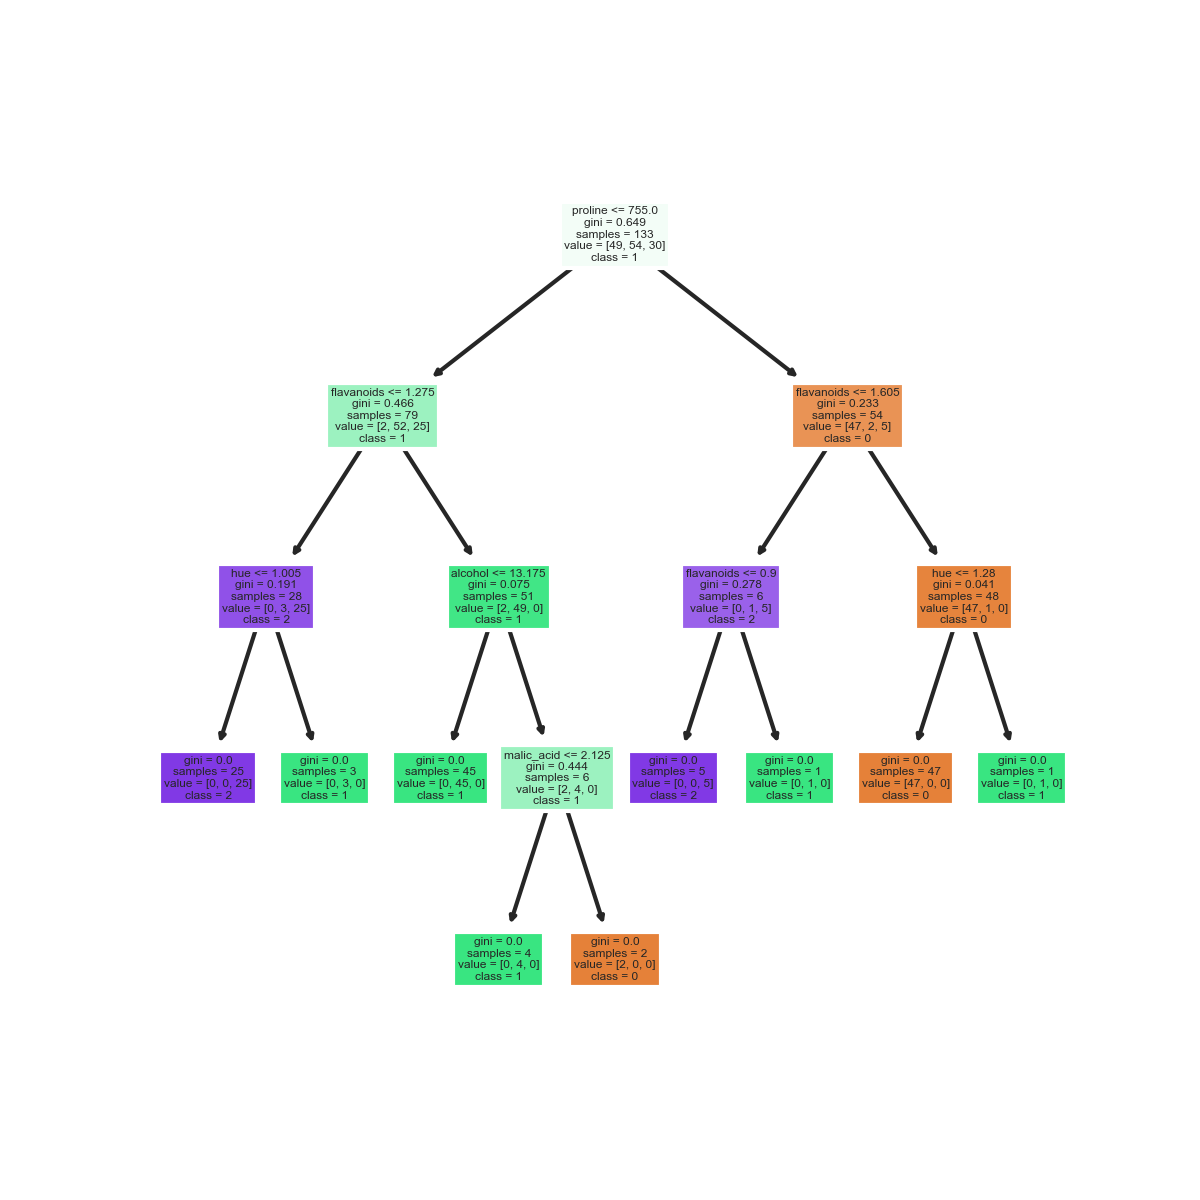 proline <= 755.0
gini = 0.649
samples = 133
value = [49, 54, 30]
class = 1
flavanoids <= 1.275
gini = 0.466
samples = 79
value = [2, 52, 25]
class = 1
flavanoids <= 1.605
gini = 0.233
samples = 54
value = [47, 2, 5]
class = 0
hue <= 1.005
gini = 0.191
samples = 28
value = [0, 3, 25]
class = 2
alcohol <= 13.175
gini = 0.075
samples = 51
value = [2, 49, 0]
class = 1
flavanoids <= 0.9
gini = 0.278
samples = 6
value = [0, 1, 5]
class = 2
hue <= 1.28
gini = 0.041
samples = 48
value = [47, 1, 0]
class = 0
gini = 0.0
samples = 25
value = [0, 0, 25]
class = 2
gini = 0.0
samples = 3
value = [0, 3, 0]
class = 1
gini = 0.0
samples = 45
value = [0, 45, 0]
class = 1
malic_acid <= 2.125
gini = 0.444
samples = 6
value = [2, 4, 0]
class = 1
gini = 0.0
samples = 5
value = [0, 0, 5]
class = 2
gini = 0.0
samples = 1
value = [0, 1, 0]
class = 1
gini = 0.0
samples = 47
value = [47, 0, 0]
class = 0
gini = 0.0
samples = 1
value = [0, 1, 0]
class = 1
gini = 0.0
samples = 4
value = [0, 4, 0]
class = 1
gini = 0.0
samples = 2
value = [2, 0, 0]
class = 0